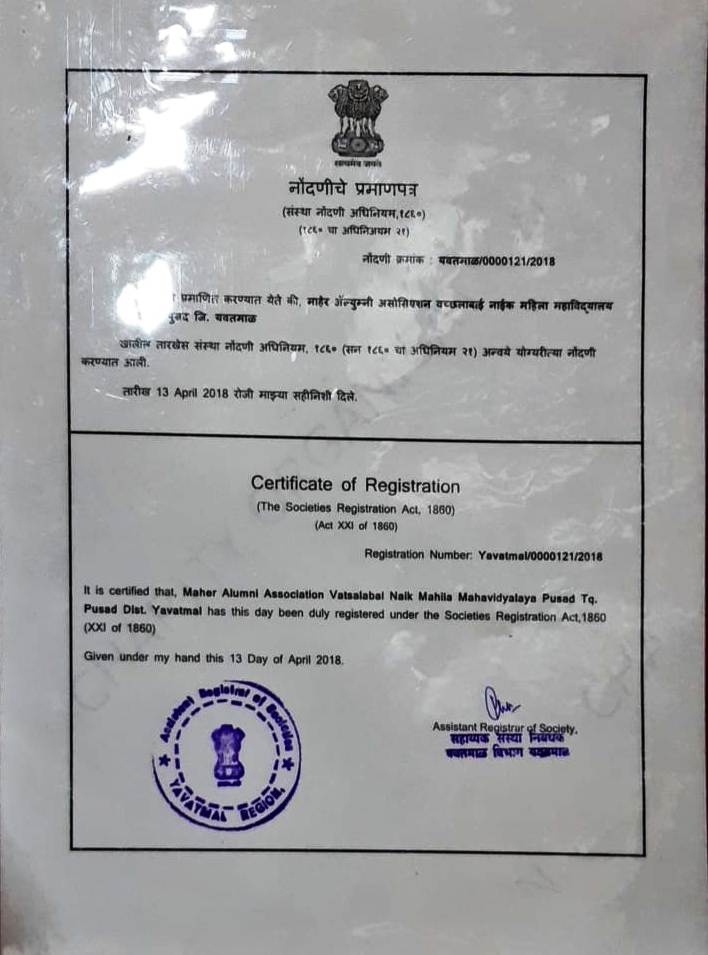 सत्यमेव जयते
नोंदणीचे प्रमाणपत्र
(संस्था नोंदणी अधिनियम,१८६०)
(१८६० चा अधिनिअयम २१)
नोंदणी क्रमांक : यवतमाळ/0000121/2018
प्रमाणित करण्यात येते की, माहेर ॲल्युम्नी असोसिएशन वच्छलाबाई नाईक महिला महाविद्यालय
पुसद जि. यवतमाळ
खालील तारखेस संस्था नोंदणी अधिनियम, १८६० (सन १८६० चा अधिनियम २१) अन्वये योग्यरीत्या नोंदणी
करण्यात आली.
तारीख 13 April 2018 रोजी माझ्या सहीनिशी दिले.
Certificate of Registration
(The Societies Registration Act, 1860)
(Act XXI of 1860)
Registration Number: Yavatmal/0000121/2018
It is certified that, Maher Alumni Association Vatsalabai Naik Mahila Mahavidyalaya Pusad Tq.
Pusad Dist. Yavatmal has this day been duly registered under the Societies Registration Act,1860
(XXI of 1860)
Given under my hand this 13 Day of April 2018.
Assistant Registrar of Societies
YAVATMAL REGION.
Assistant Registrar of Society,
सहाय्यक संस्था निबंधक
यवतमाळ विभाग यवतमाळ